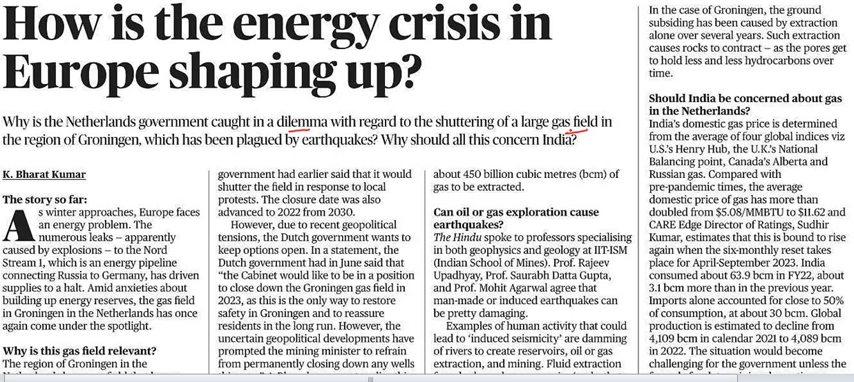 How is the energy crisis in
Europe shaping up?
Why is the Netherlands government caught in a dilemma with regard to the shuttering of a large gas field in
the region of Groningen, which has been plagued by earthquakes? Why should all this concern India?
K. Bharat Kumar
The story so far:
As winter approaches, Europe faces
an energy problem. The
numerous leaks – apparently
caused by explosions – to the Nord
Stream 1, which is an energy pipeline
connecting Russia to Germany, has driven
supplies to a halt. Amid anxieties about
building up energy reserves, the gas field
in Groningen in the Netherlands has once
again come under the spotlight.
Why is this gas field relevant?
The region of Groningen in the
government had earlier said that it would
shutter the field in response to local
protests. The closure date was also
advanced to 2022 from 2030.
However, due to recent geopolitical
tensions, the Dutch government wants to
keep options open. In a statement, the
Dutch government had in June said that
“the Cabinet would like to be in a position
to close down the Groningen gas field in
2023, as this is the only way to restore
safety in Groningen and to reassure
residents in the long run. However, the
uncertain geopolitical developments have
prompted the mining minister to refrain
from permanently closing down any wells
about 450 billion cubic metres (bcm) of
gas to be extracted.
Can oil or gas exploration cause
earthquakes?
The Hindu spoke to professors specialising
in both geophysics and geology at IIT-ISM
(Indian School of Mines). Prof. Rajeev
Upadhyay, Prof. Saurabh Datta Gupta,
and Prof. Mohit Agarwal agree that
man-made or induced earthquakes can
be pretty damaging.
Examples of human activity that could
lead to ‘induced seismicity’ are damming
of rivers to create reservoirs, oil or gas
extraction, and mining. Fluid extraction
In the case of Groningen, the ground
subsiding has been caused by extraction
alone over several years. Such extraction
causes rocks to contract – as the pores get
to hold less and less hydrocarbons over
time.
Should India be concerned about gas
in the Netherlands?
India’s domestic gas price is determined
from the average of four global indices viz
U.S.’s Henry Hub, the U.K.’s National
Balancing point, Canada’s Alberta and
Russian gas. Compared with
pre-pandemic times, the average
domestic price of gas has more than
doubled from $5.08/MMBTU to $11.62 and
CARE Edge Director of Ratings, Sudhir
Kumar, estimates that this is bound to rise
again when the six-monthly reset takes
place for April-September 2023. India
consumed about 63.9 bcm in FY22, about
3.1 bcm more than in the previous year.
Imports alone accounted for close to 50%
of consumption, at about 30 bcm. Global
production is estimated to decline from
4,109 bcm in calendar 2021 to 4,089 bcm
in 2022. The situation would become
challenging for the government unless the